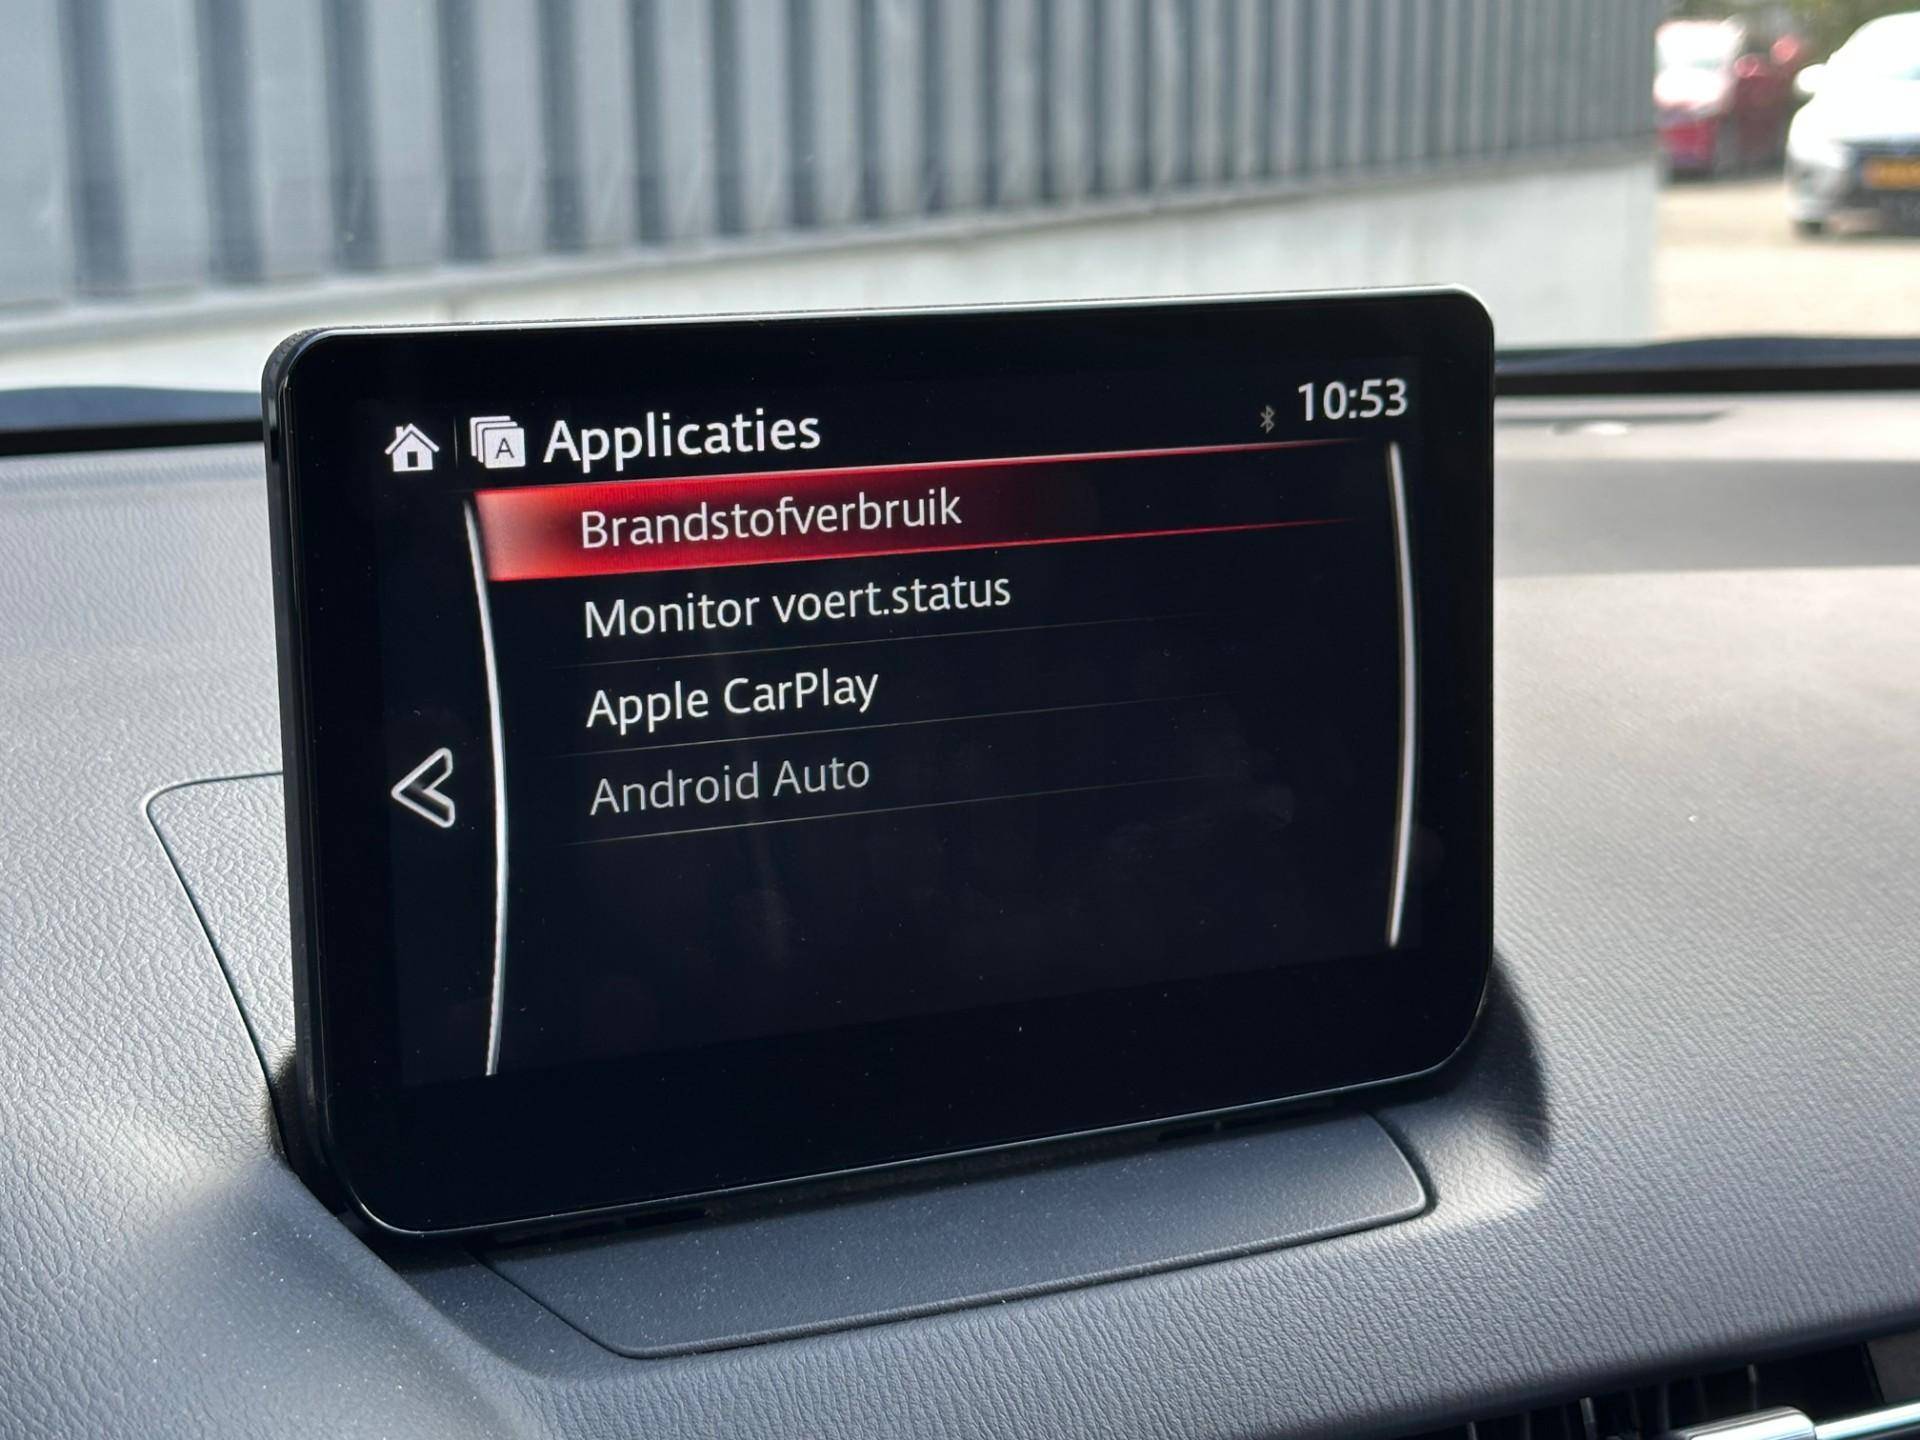 A Applicaties
10:53
Brandstofverbruik
Monitor voert.status
Apple CarPlay
Android Auto